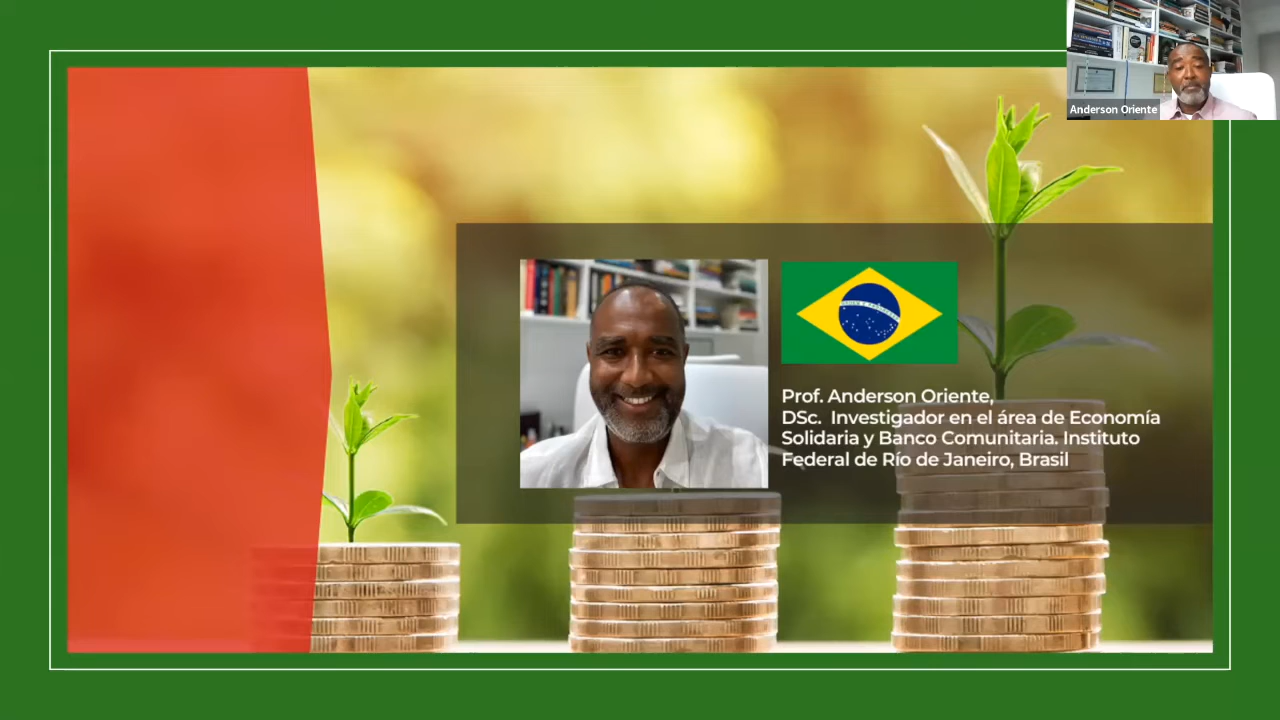 Anderson Oriente
Prof. Anderson Oriente,
DSc. Investigador en el área de Economía
Solidaria y Banco Comunitaria. Instituto
Federal de Río de Janeiro, Brasil